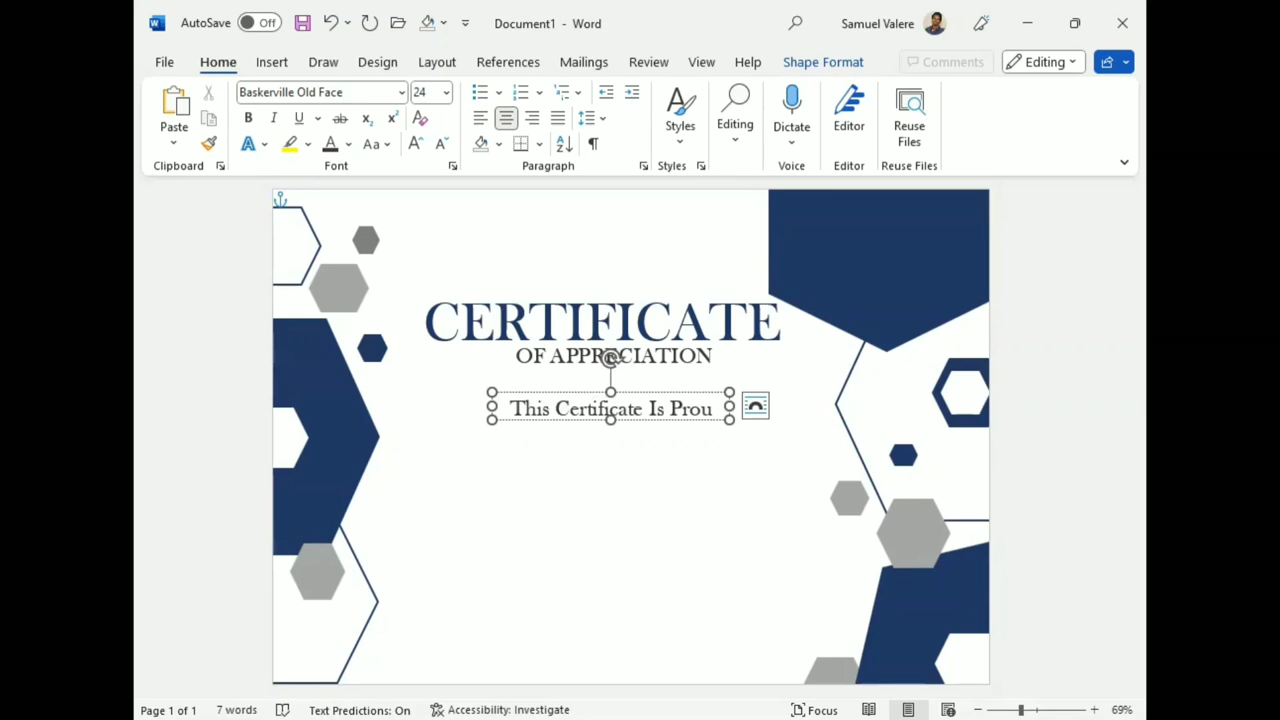 AutoSave Off Document1 - Word Samuel Valere
File Home Insert Draw Design Layout References Mailings Review View Help Shape Format Comments Editing
Baskerville Old Face 24
Paste Styles Editing Dictate Editor Reuse Files
Clipboard Font Paragraph Styles Voice Editor Reuse Files
CERTIFICATE
OF APPRECIATION
This Certificate Is Prou
Page 1 of 1 7 words Text Predictions: On Accessibility: Investigate Focus 69%